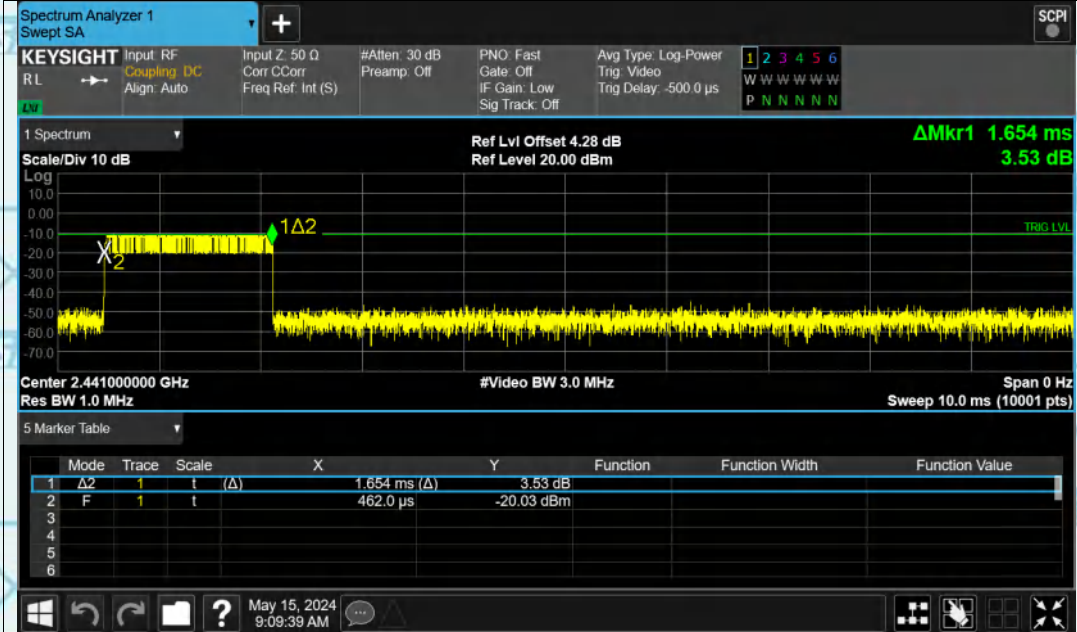 Spectrum Analyzer 1
Swept SA
+
SCPI
KEYSIGHT Input: RF Input Z: 50 Ω #Atten: 30 dB PNO: Fast Avg Type: Log-Power 1 2 3 4 5 6
RL Coupling: DC Corr CCorr Preamp: Off Gate: Off Trig: Video W W W W W W
Align: Auto Freq Ref: Int (S) IF Gain: Low Trig Delay: -500.0 µs
LXI Sig Track: Off P N N N N N
1 Spectrum
Ref Lvl Offset 4.28 dB ΔMkr1 1.654 ms
Scale/Div 10 dB Ref Level 20.00 dBm 3.53 dB
Log
10.0
0.00
-10.0 1Δ2 TRIG LVL
-20.0 X2
-30.0
-40.0
-50.0
-60.0
-70.0
Center 2.441000000 GHz #Video BW 3.0 MHz Span 0 Hz
Res BW 1.0 MHz Sweep 10.0 ms (10001 pts)
5 Marker Table
Mode Trace Scale X Y Function Function Width Function Value
1 Δ2 1 t (Δ) 1.654 ms (Δ) 3.53 dB
2 F 1 t 462.0 µs -20.03 dBm
3
4
5
6
? May 15, 2024
9:09:39 AM